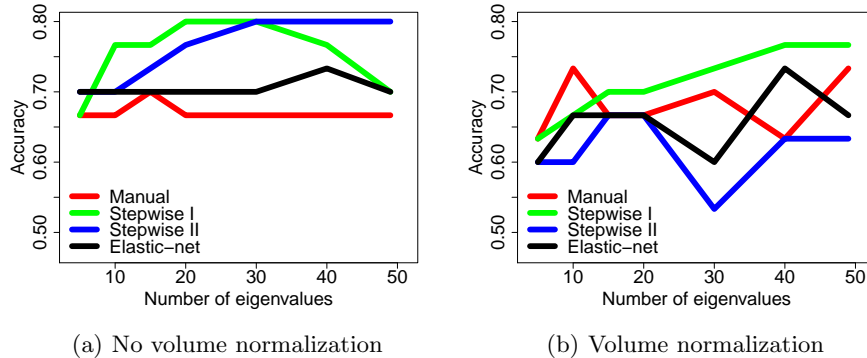 Accuracy
0.50 0.60 0.70 0.80
Manual
Stepwise I
Stepwise II
Elastic−net
10 20 30 40 50
Number of eigenvalues
(a) No volume normalization
Accuracy
0.50 0.60 0.70 0.80
Manual
Stepwise I
Stepwise II
Elastic−net
10 20 30 40 50
Number of eigenvalues
(b) Volume normalization